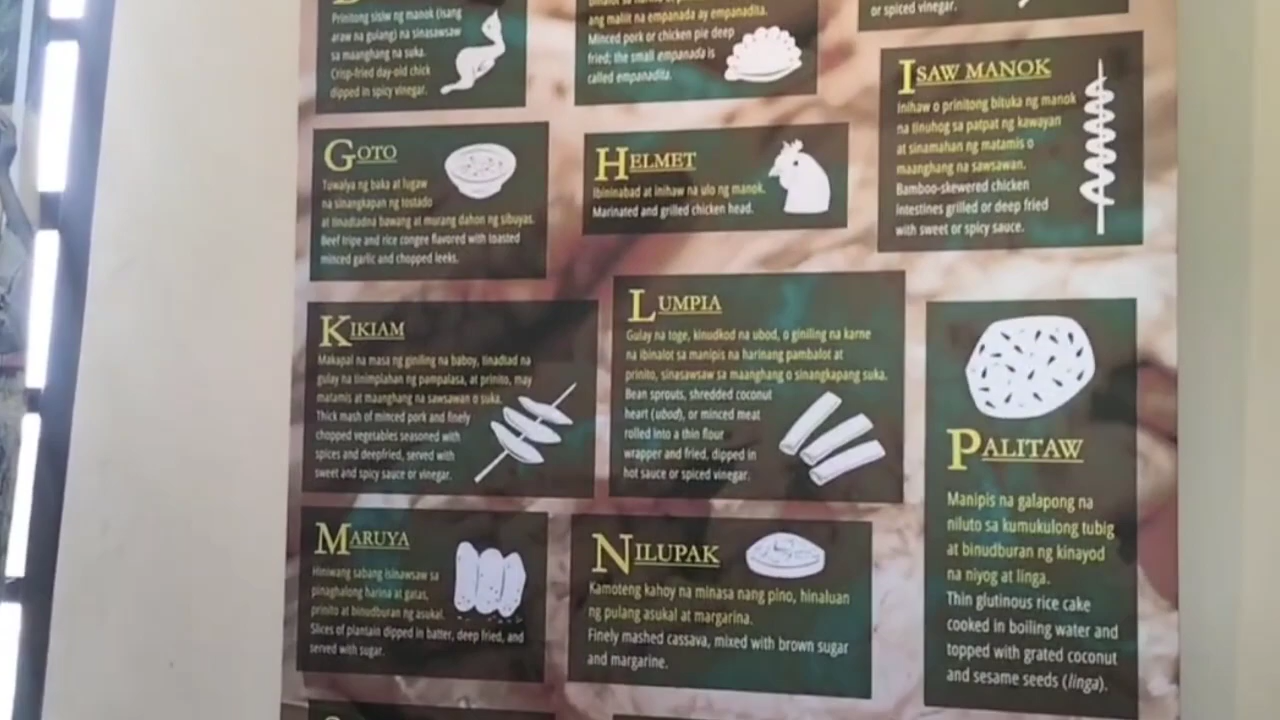 Prinitong sisiw ng manok (isang
araw na gulang) na sinasawsaw
sa maanghang na suka.
Crisp-fried day-old chick
dipped in spicy vinegar.
ang maliit na empanada ay empanadita.
Minced pork or chicken pie deep
fried; the small empanada is
called empanadita.
or spiced vinegar.
ISAW MANOK
Inihaw o prinitong bituka ng manok
na tinuhog sa patpat ng kawayan
at sinamahan ng matamis o
maanghang na sawsawan.
Bamboo-skewered chicken
intestines grilled or deep fried
with sweet or spicy sauce.
GOTO
Tuwalya ng baka at lugaw
na sinangkapan ng tostado
at tinadtadna bawang at murang dahon ng sibuyas.
Beef tripe and rice congee flavored with toasted
minced garlic and chopped leeks.
HELMET
Ibininabad at inihaw na ulo ng manok.
Marinated and grilled chicken head.
KIKIAM
Makapal na masa ng giniling na baboy, tinadtad na
gulay na tinimplahan ng pampalasa, at prinito, may
matamis at maanghang na sawsawan o suka.
Thick mash of minced pork and finely
chopped vegetables seasoned with
spices and deepfried, served with
sweet and spicy sauce or vinegar.
LUMPIA
Gulay na toge, kinudkod na ubod, o giniling na karne
na ibinalot sa manipis na harinang pambalot at
prinito, sinasawsaw sa maanghang o sinangkapang suka.
Bean sprouts, shredded coconut
heart (ubod), or minced meat
rolled into a thin flour
wrapper and fried, dipped in
hot sauce or spiced vinegar.
PALITAW
Manipis na galapong na
niluto sa kumukulong tubig
at binudburan ng kinayod
na niyog at linga.
Thin glutinous rice cake
cooked in boiling water and
topped with grated coconut
and sesame seeds (linga).
MARUYA
Hiniwang sabang isinawsaw sa
pinaghalong harina at gatas,
prinito at binudburan ng asukal.
Slices of plantain dipped in batter, deep fried, and
served with sugar.
NILUPAK
Kamoteng kahoy na minasa nang pino, hinaluan
ng pulang asukal at margarina.
Finely mashed cassava, mixed with brown sugar
and margarine.